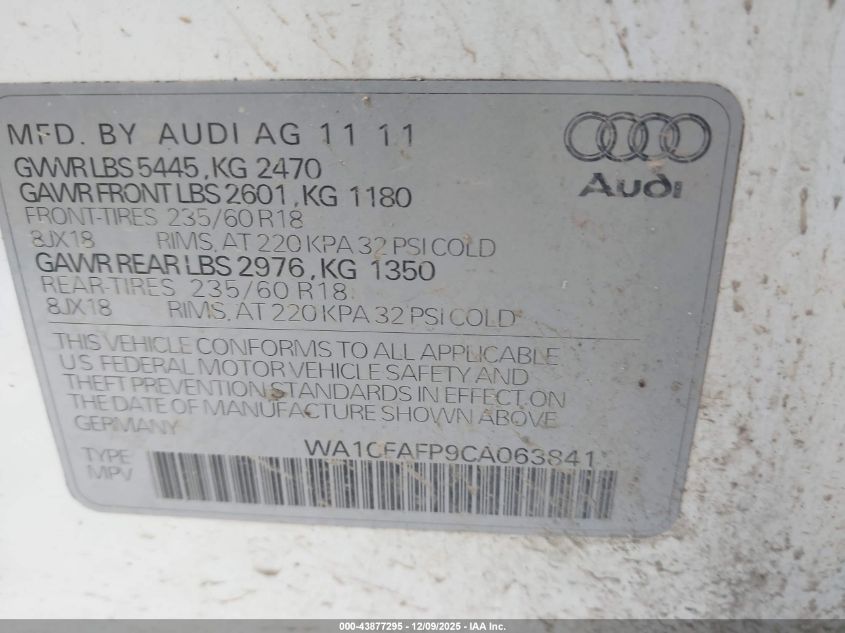 MFD. BY AUDI AG 11 11
GVWR LBS 5445, KG 2470
GAWR FRONT LBS 2601, KG 1180
FRONT-TIRES 235/60 R18
8JX18 RIMS, AT 220 KPA 32 PSI COLD
GAWR REAR LBS 2976, KG 1350
REAR-TIRES 235/60 R18
8JX18 RIMS, AT 220 KPA 32 PSI COLD
Audi
THIS VEHICLE CONFORMS TO ALL APPLICABLE
US FEDERAL MOTOR VEHICLE SAFETY AND
THEFT PREVENTION STANDARDS IN EFFECT ON
THE DATE OF MANUFACTURE SHOWN ABOVE
GERMANY
WA1CFAFP9CA063841
TYPE
MPV
000-43877295 - 12/09/2025 - IAA Inc.